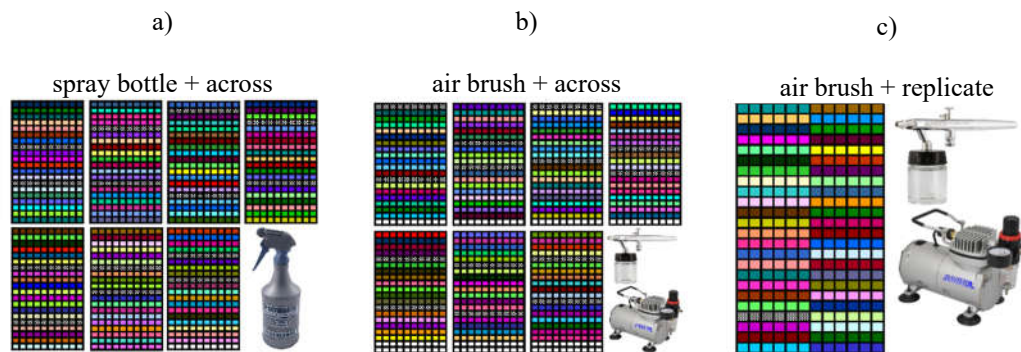 a)
b)
c)
spray bottle + across
air brush + across
air brush + replicate